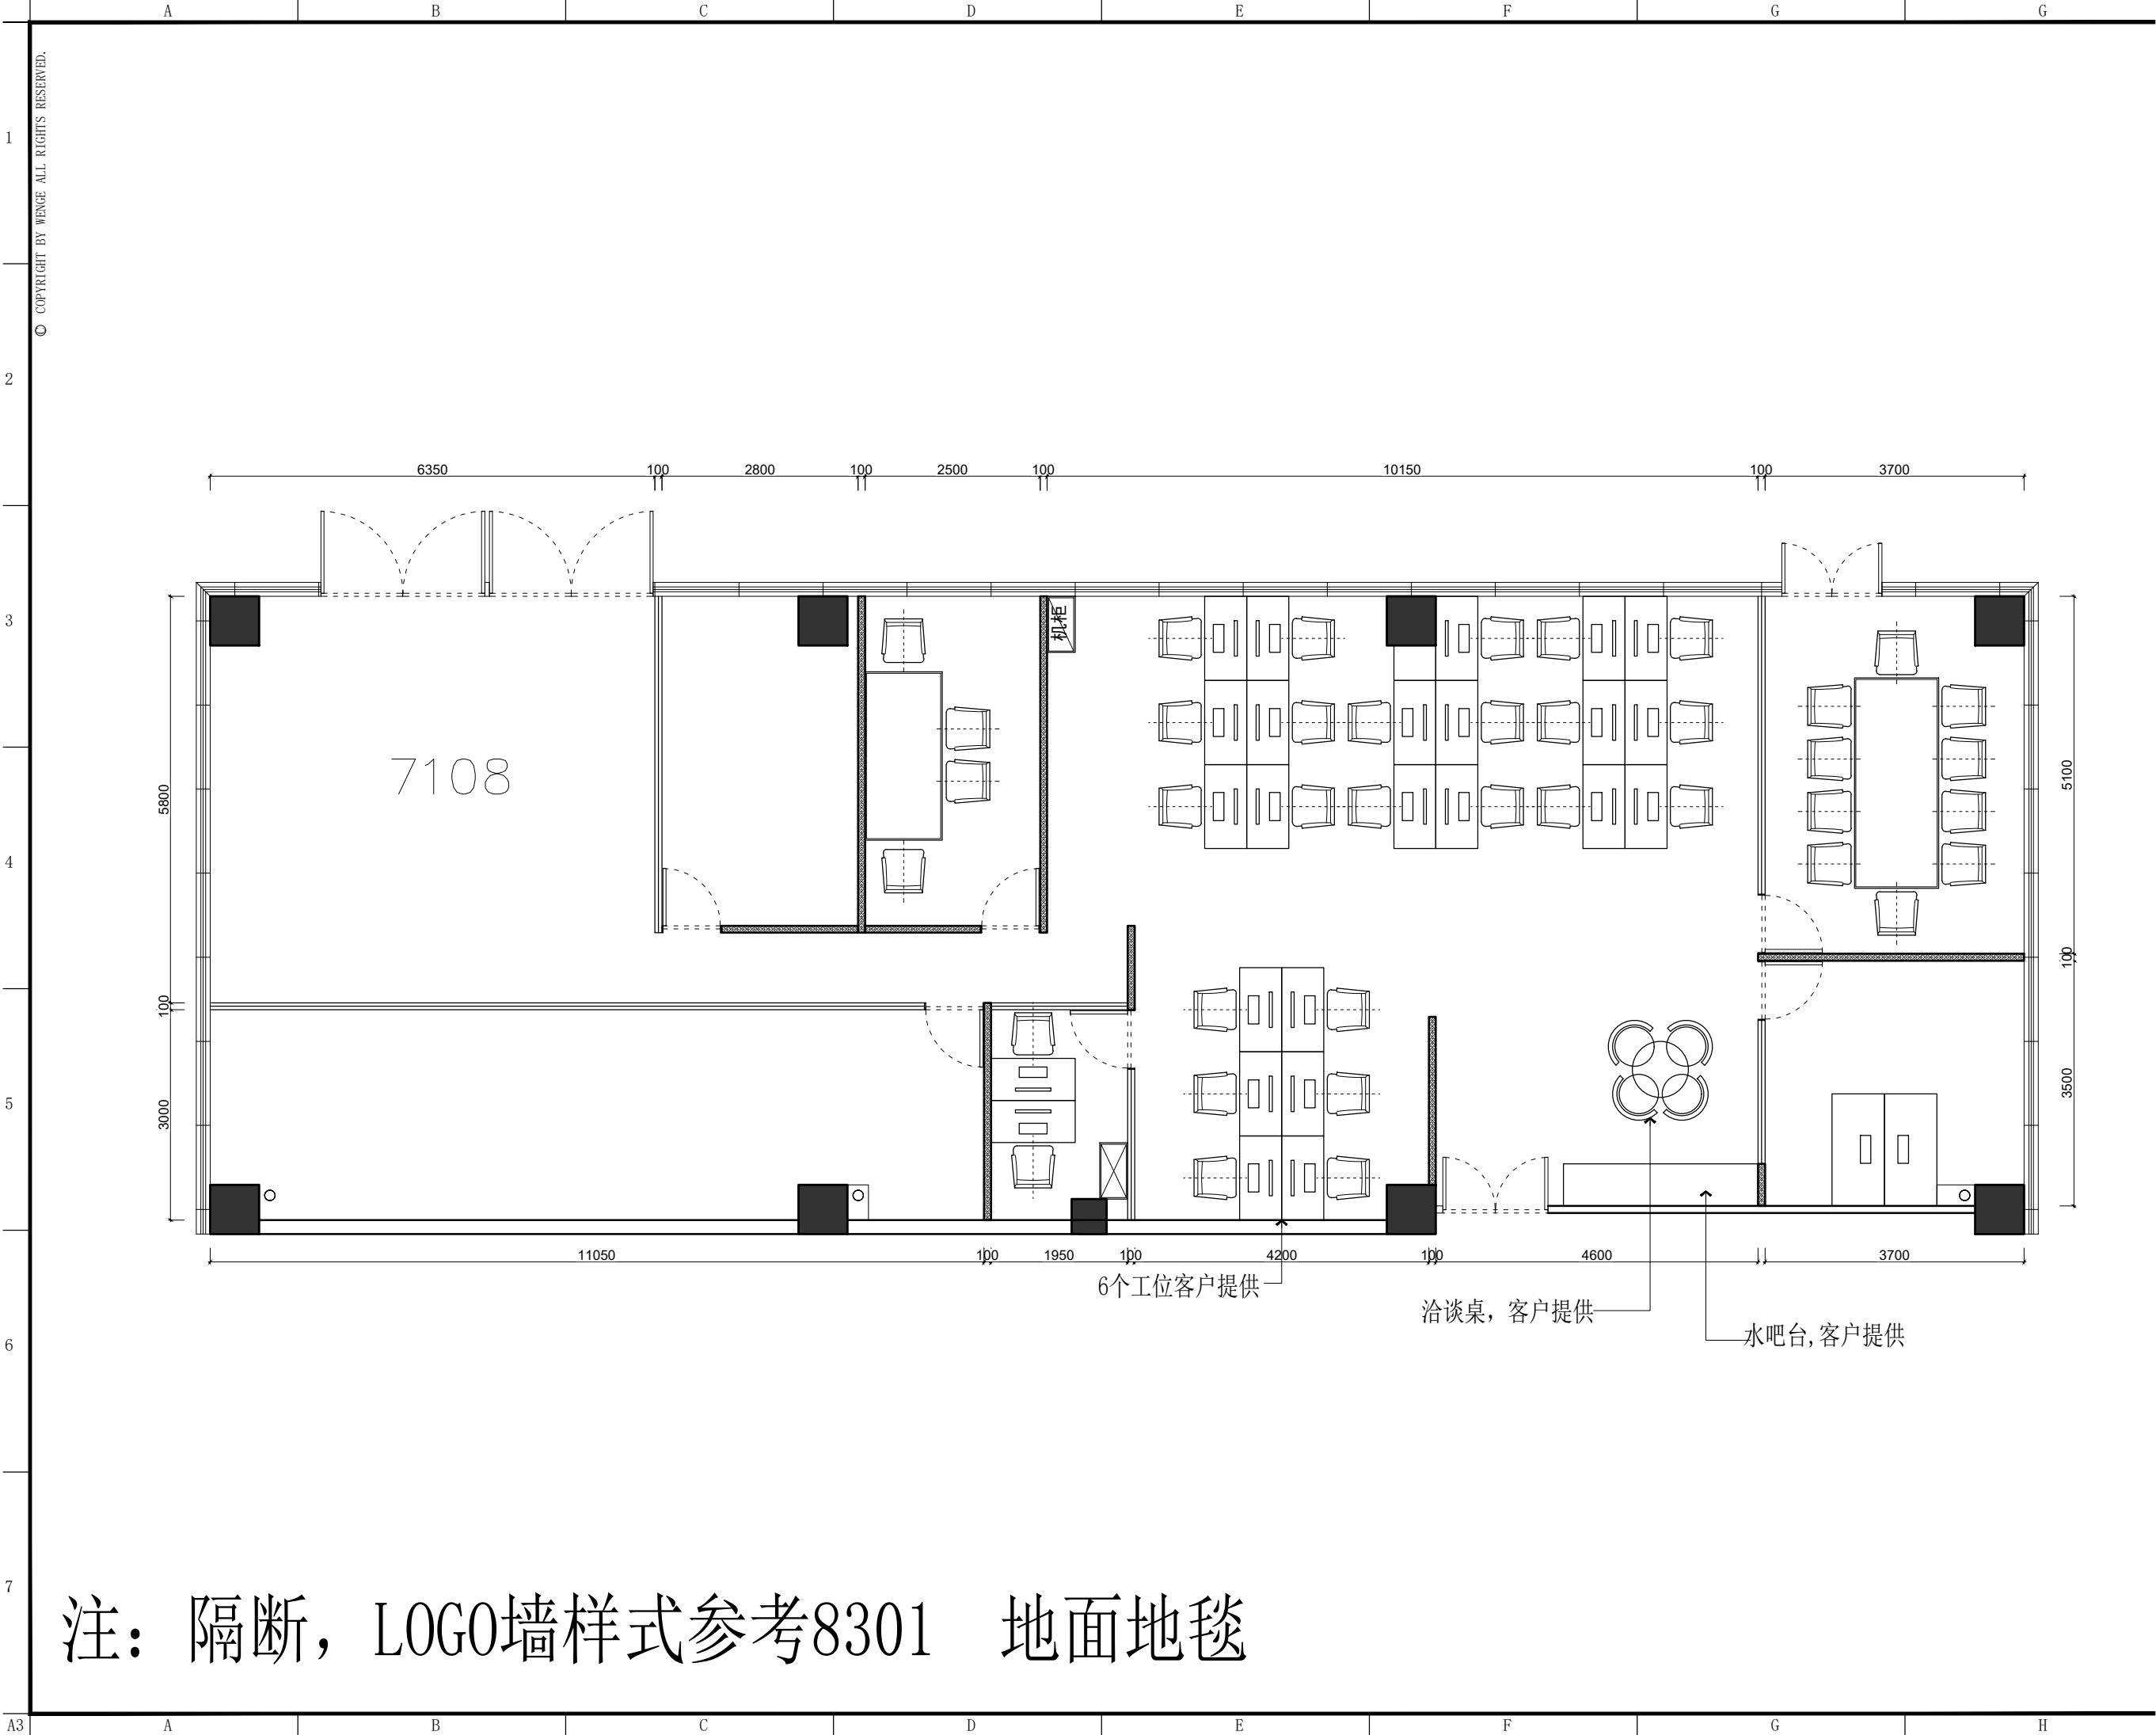 A B C D E F G G
© COPYRIGHT BY WENGE ALL RIGHTS RESERVED.
1
2
3
4
5
6
7
6350 100 2800 100 2500 100 10150 100 3700
机柜
7108
5800
100
3000
5100
100
3500
11050 100 1950 100 4200 100 4600 3700
6个工位客户提供
洽谈桌，客户提供
水吧台,客户提供
注：隔断，LOGO墙样式参考8301 地面地毯
A3 A B C D E F G H